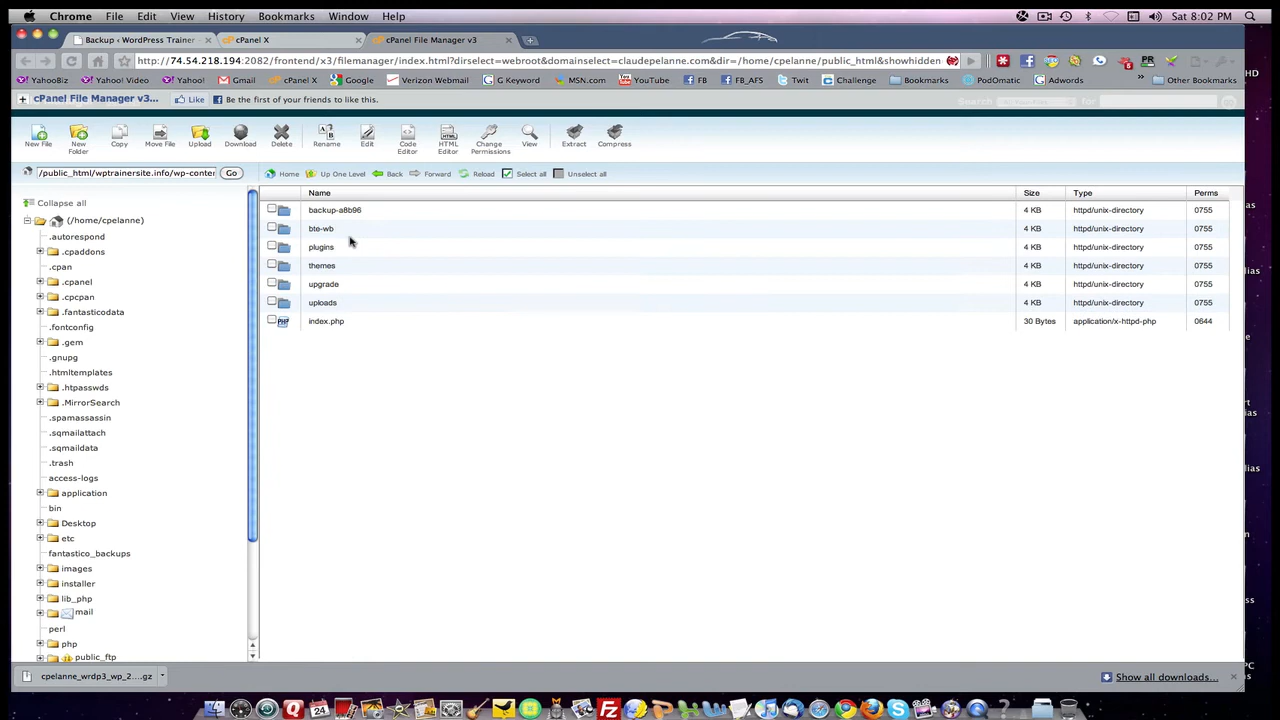 Chrome File Edit View History Bookmarks Window Help Sat 8:02 PM
Backup ‹ WordPress Trainer cPanel X cPanel File Manager v3
http://74.54.218.194:2082/frontend/x3/filemanager/index.html?dirselect=webroot&domainselect=claudepelanne.com&dir=/home/cpelanne/public_html&showhidden
YahooBiz Yahoo! Video Yahoo! Gmail cPanel X Google Verizon Webmail G Keyword MSN.com YouTube FB FB_AFS Twit Challenge Bookmarks PodOmatic Adwords » Other Bookmarks
cPanel File Manager v3... Like Be the first of your friends to like this. Search for
New File New Folder Copy Move File Upload Download Delete Rename Edit Code Editor HTML Editor Change Permissions View Extract Compress
/public_html/wptrainersite.info/wp-conter Go Home Up One Level Back Forward Reload Select all Unselect all
Name Size Type Perms
Collapse all
(/home/cpelanne)
.autorespond
.cpaddons
.cpan
.cpanel
.cpcpan
.fantasticodata
.fontconfig
.gem
.gnupg
.htmltemplates
.htpasswds
.MirrorSearch
.spamassassin
.sqmailattach
.sqmaildata
.trash
access-logs
application
bin
Desktop
etc
fantastico_backups
images
installer
lib_php
mail
perl
php
public_ftp
backup-a8b96 4 KB httpd/unix-directory 0755
bte-wb 4 KB httpd/unix-directory 0755
plugins 4 KB httpd/unix-directory 0755
themes 4 KB httpd/unix-directory 0755
upgrade 4 KB httpd/unix-directory 0755
uploads 4 KB httpd/unix-directory 0755
index.php 30 Bytes application/x-httpd-php 0644
HD
alias
rt
ias
alias
ss
PC
alias
cpelanne_wrdp3_wp_2....gz Show all downloads...